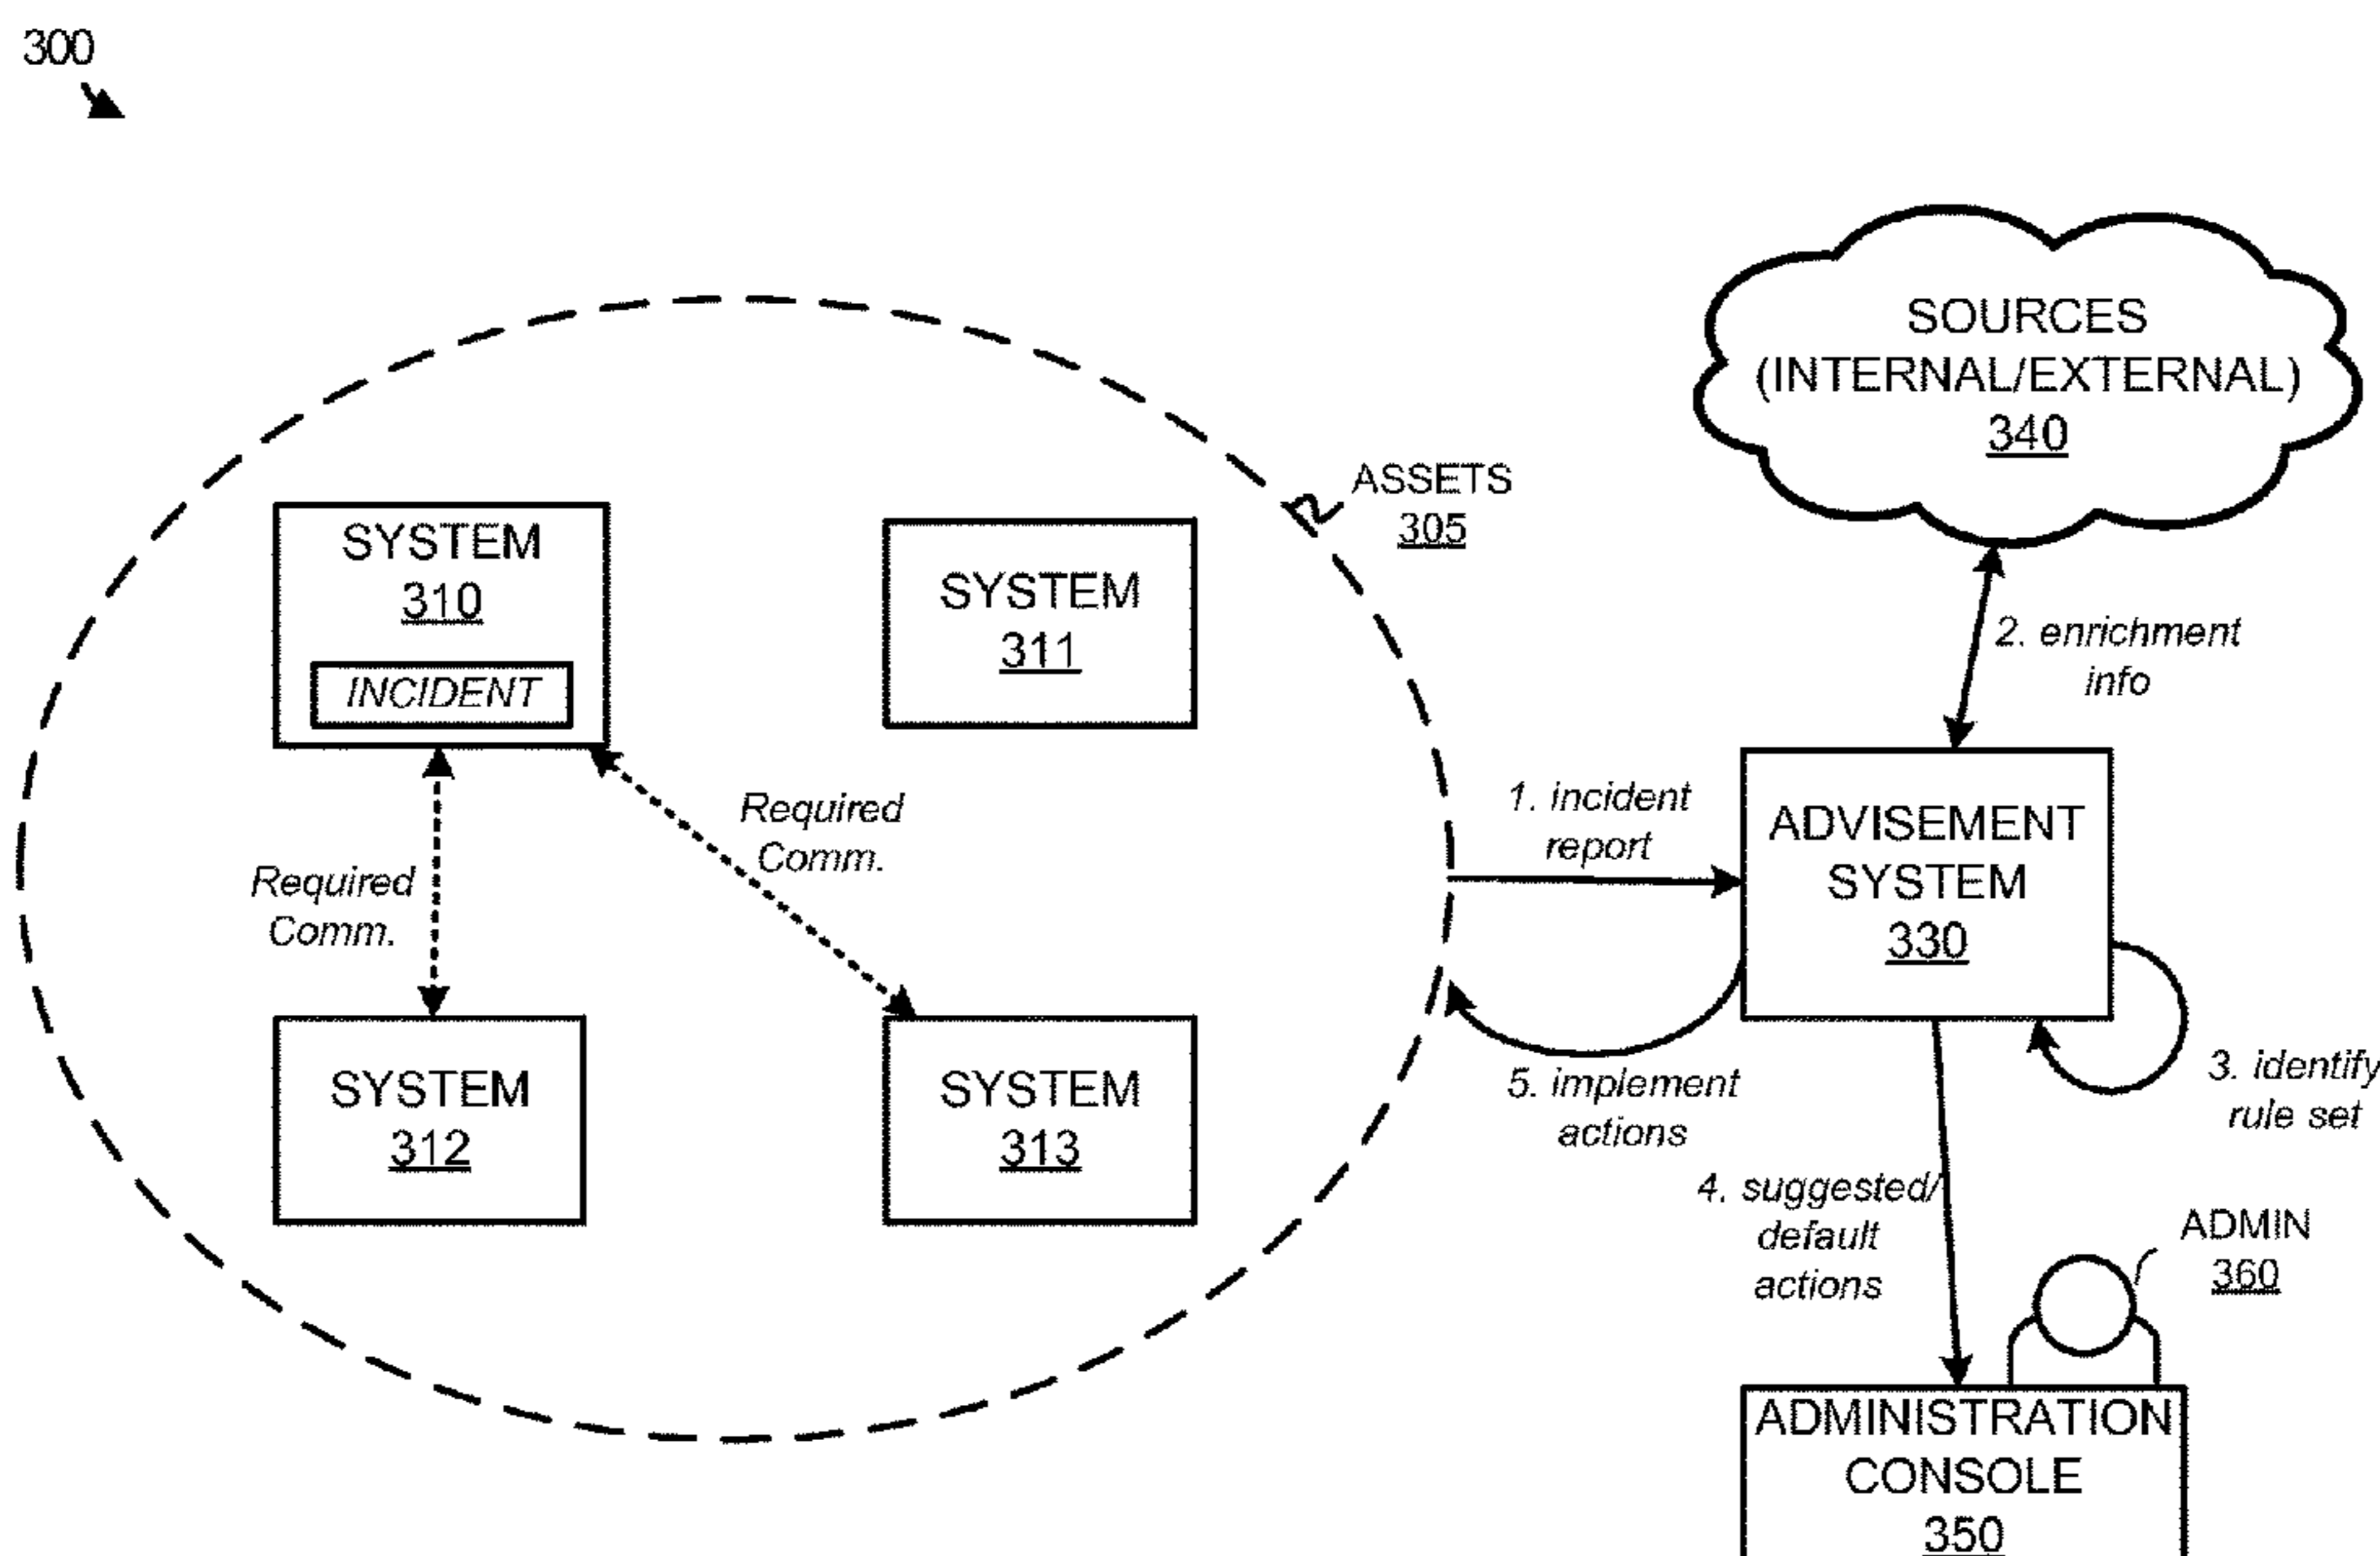 300
SOURCES
(INTERNAL/EXTERNAL)
340
ASSETS
305
SYSTEM
310
INCIDENT
SYSTEM
311
2. enrichment
info
Required
Comm.
Required
Comm.
1. incident
report
ADVISEMENT
SYSTEM
330
SYSTEM
312
SYSTEM
313
5. implement
actions
3. identify
rule set
4. suggested/
default
actions
ADMIN
360
ADMINISTRATION
CONSOLE
350